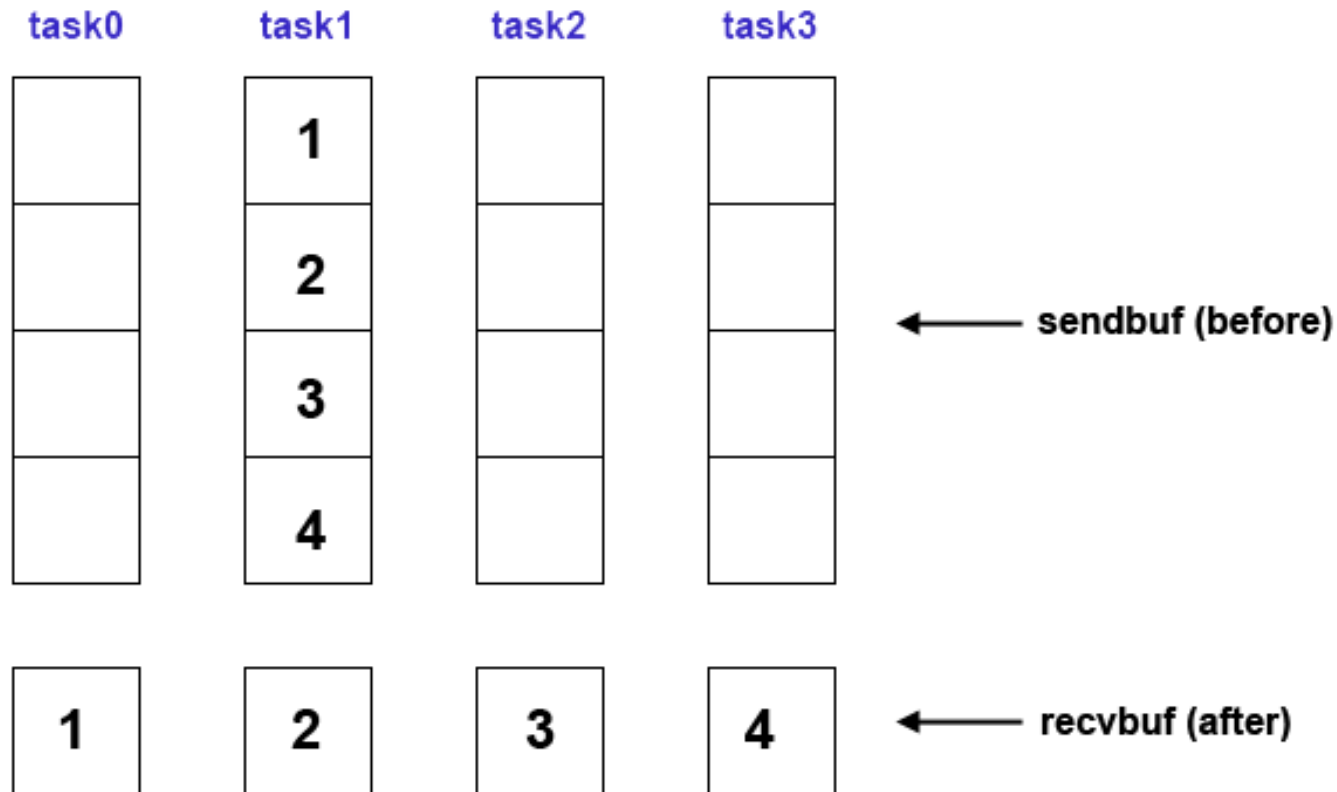 task0 task1 task2 task3
1
2
sendbuf (before)
3
4
1 2 3 4 recvbuf (after)